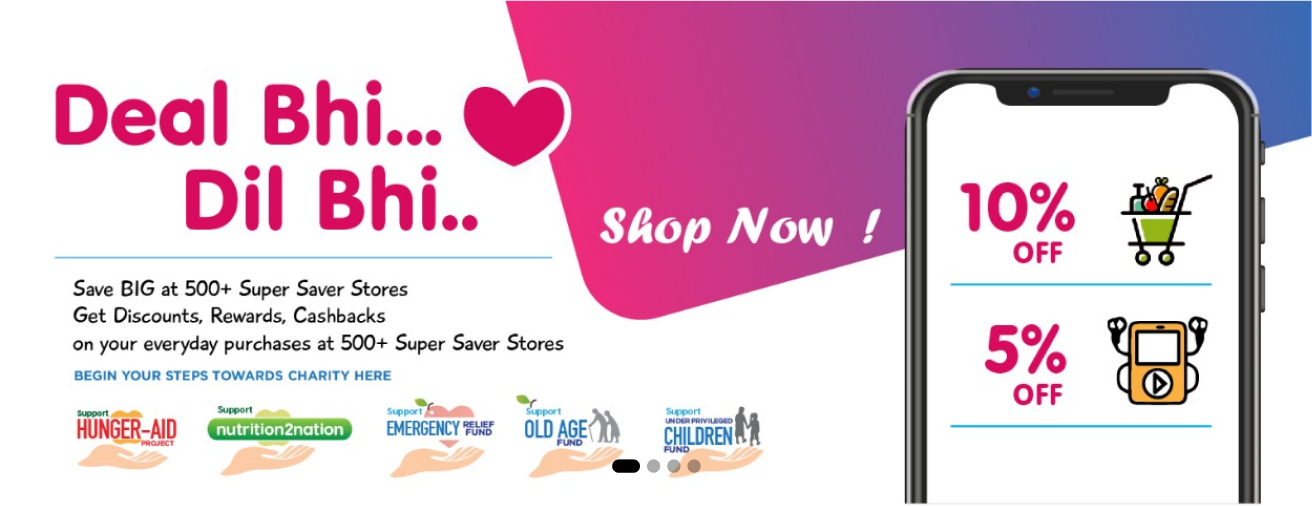 Deal Bhi...
Dil Bhi..
Shop Now !
Save BIG at 500+ Super Saver Stores
Get Discounts, Rewards, Cashbacks
on your everyday purchases at 500+ Super Saver Stores
BEGIN YOUR STEPS TOWARDS CHARITY HERE
Support
HUNGER-AID
PROJECT
Support
nutrition2nation
Support
EMERGENCY RELIEF
FUND
Support
OLD AGE
FUND
Support
UNDER PRIVILEGED
CHILDREN
FUND
10%
OFF
5%
OFF